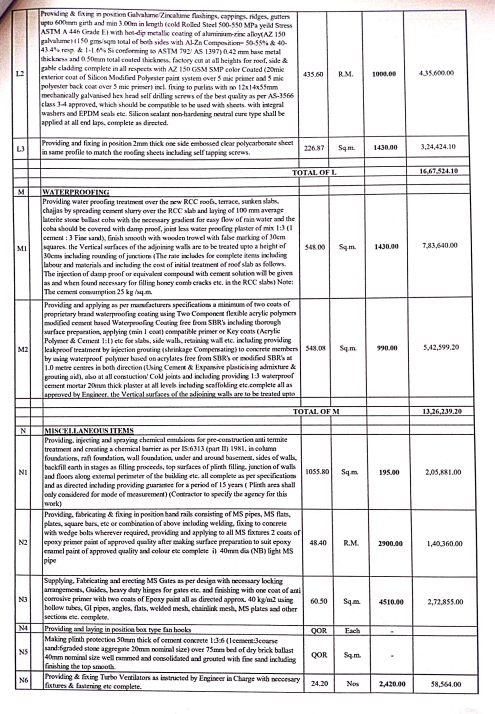 Providing & fixing in position Galvalume/Zincalume flashings, cappings, ridges, gutters
upto 600mm girth and min 3.00m in length (cold Rolled Steel 500-550 MPa yeild Stress
ASTM A 446 Grade E) with hot-dip metallic coating of aluminium-zinc alloy(AZ 150
galvalume) (150 gms/sqm total of both sides with Al-Zn Composition= 50-55% & 40-
43.4% resp & 1-1.6% Si conforming to ASTM 792/ AS 1397) 0.42 mm base metal
thickness and 0.50mm total coated thickness, factory cut at all heights for roof, side &
L2 gable cladding complete in all respects with AZ 150 GSM SMP color Coated (20mic 435.60 R.M. 1000.00 4,35,600.00
exterior coat of Silicon Modified Polyester paint system over 5 mic primer and 5 mic
polyester back coat over 5 mic primer) incl. fixing to purlins with no 12x14x55mm
mechanically galvanised hex head self drilling screws of the best quality as per AS-3566
class 3-4 approved, which should be compatible to be used with sheets. with integral
washers and EPDM seals etc. Silicon sealant non-hardening neutral cure type shall be
applied at all end laps, complete as directed.
L3 Providing and fixing in position 2mm thick one side embossed clear polycarbonate sheet 226.87 Sq.m. 1430.00 3,24,424.10
in same profile to match the roofing sheets including self tapping screws.
TOTAL OF L 16,67,524.10
M WATERPROOFING
Providing water proofing treatment over the new RCC roofs, terrace, sunken slabs,
chajjas by spreading cement slurry over the RCC slab and laying of 100 mm average
laterite stone ballast coba with the necessary gradient for easy flow of rain water and the
coba should be covered with damp proof, joint less water proofing plaster of mix 1:3 (1
cement : 3 Fine sand), finish smooth with wooden trowel with false marking of 30cm
M1 squares. the Vertical surfaces of the adjoining walls are to be treated upto a height of 548.00 Sq.m. 1430.00 7,83,640.00
30cms including rounding of junctions (The rate includes for complete items including
labour and materials and including the cost of initial treatment of roof slab as follows.
The injection of damp proof or equivalent compound with cement solution will be given
as and when found necessary for filling honey comb cracks etc. in the RCC slabs) Note:
The cement consumption 25 kg /sq.m.
Providing and applying as per manufacturers specifications a minimum of two coats of
proprietary brand waterproofing coating using Two Component flexible acrylic polymers
modified cement based Waterproofing Coating free from SBR's including thorough
surface preparation, applying (min 1 coat) compatible primer or Key coats (Acrylic
Polymer & Cement 1:1) etc for slabs, side walls, retaining wall etc. including providing
M2 leakproof treatment by injection grouting (shrinkage Compensating) to concrete members 548.08 Sq.m. 990.00 5,42,599.20
by using waterproof polymer based on acrylates free from SBR's or modified SBR's at
1.0 metre centres in both direction (Using Cement & Expansive plasticising admixture &
grouting aid), also at all constuction/ Cold joints and including providing 1:3 waterproof
cement mortar 20mm thick plaster at all levels including scaffolding etc.complete all as
approved by Engineer. the Vertical surfaces of the adjoining walls are to be treated upto
TOTAL OF M 13,26,239.20
N MISCELLANEOUS ITEMS
Providing, injecting and spraying chemical emulsions for pre-construction anti termite
treatment and creating a chemical barrier as per IS:6313 (part II) 1981, in column
foundations, raft foundation, wall foundation, under and around basement, sides of walls,
N1 backfill earth in stages as filling proceeds, top surfaces of plinth filling, junction of walls 1055.80 Sq.m. 195.00 2,05,881.00
and floors along external perimeter of the building etc. all complete as per specifications
and as directed including providing guarantee for a period of 15 years ( Plinth area shall
only considered for mode of measurement) (Contractor to specify the agency for this
work)
Providing, fabricating & fixing in position hand rails consisting of MS pipes, MS flats,
plates, square bars, etc or combination of above including welding, fixing to concrete
N2 with wedge bolts wherever required, providing and applying to all MS fixtures 2 coats of 48.40 R.M. 2900.00 1,40,360.00
epoxy primer paint of approved quality after making surface preparation to suit epoxy
enamel paint of approved quality and colour etc complete i) 40mm dia (NB) light MS
pipe
Supplying, Fabricating and erecting MS Gates as per design with necessary locking
arrangements, Guides, heavy duty hinges for gates etc. and finishing with one coat of anti
N3 corrosive primer with two coats of Epoxy paint all as directed approx. 40 kg/m2 using 60.50 Sq.m. 4510.00 2,72,855.00
hollow tubes, GI pipes, angles, flats, welded mesh, chainlink mesh, MS plates and other
sections etc. complete.
N4 Providing and laying in position box type fan hooks QOR Each -
Making plinth protection 50mm thick of cement concrete 1:3:6 (1cement:3coarse
N5 sand:6graded stone aggregate 20mm nominal size) over 75mm bed of dry brick ballast QOR Sq.m. -
40mm nominal size well rammed and consolidated and grouted with fine sand including
finishing the top smooth.
N6 Providing & fixing Turbo Ventilators as instructed by Engineer in Charge with neccesary 24.20 Nos 2,420.00 58,564.00
fixtures & fastening etc complete.